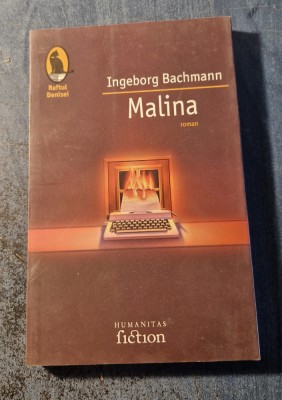 Raftul
Denisei
Ingeborg Bachmann
Malina
roman
HUMANITAS
fiction